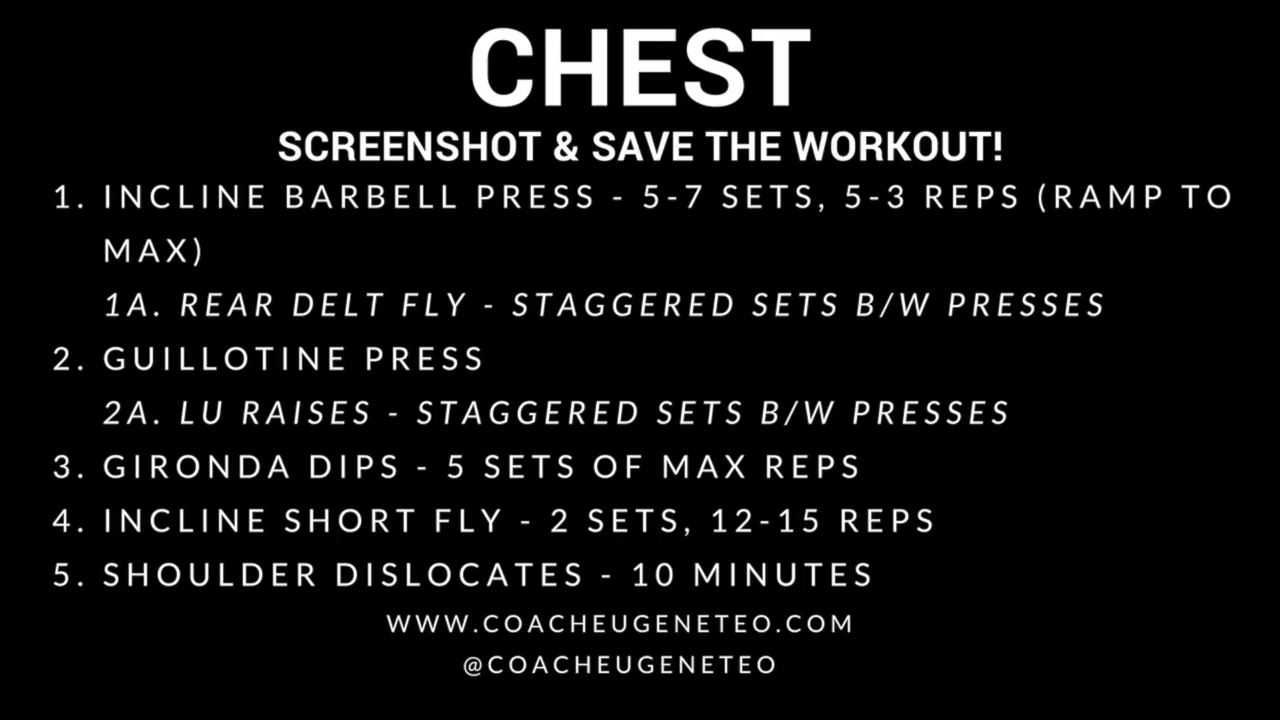 CHEST
SCREENSHOT & SAVE THE WORKOUT!
1. INCLINE BARBELL PRESS - 5-7 SETS, 5-3 REPS (RAMP TO
MAX)
1A. REAR DELT FLY - STAGGERED SETS B/W PRESSES
2. GUILLOTINE PRESS
2A. LU RAISES - STAGGERED SETS B/W PRESSES
3. GIRONDA DIPS - 5 SETS OF MAX REPS
4. INCLINE SHORT FLY - 2 SETS, 12-15 REPS
5. SHOULDER DISLOCATES - 10 MINUTES
WWW.COACHEUGENETEO.COM
@COACHEUGENETEO